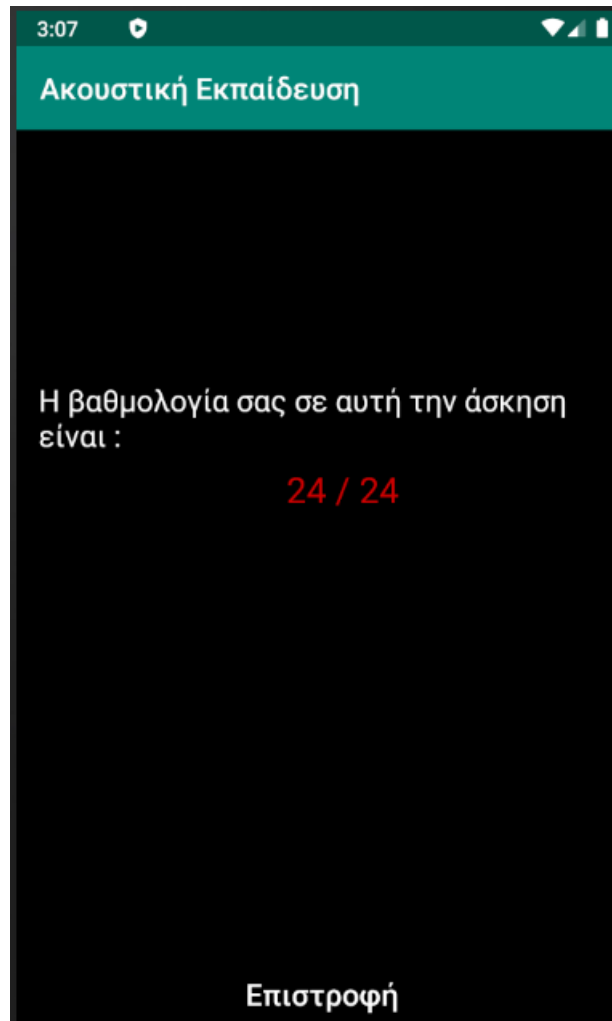 3:07
Ακουστική Εκπαίδευση
Η βαθμολογία σας σε αυτή την άσκηση
είναι :
24 / 24
Επιστροφή